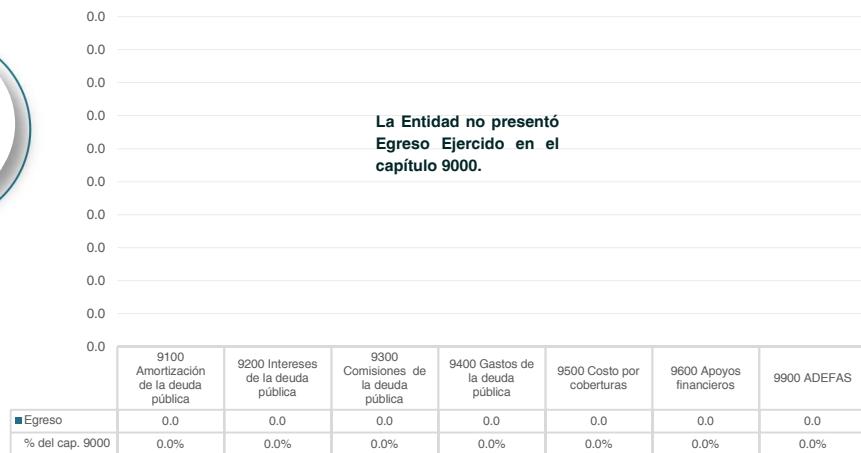 0.0
0.0
0.0
0.0
0.0
0.0
0.0
0.0
0.0
0.0
0.0
La Entidad no presentó
Egreso Ejercido en el
capítulo 9000.
9100 Amortización de la deuda pública
9200 Intereses de la deuda pública
9300 Comisiones de la deuda pública
9400 Gastos de la deuda pública
9500 Costo por coberturas
9600 Apoyos financieros
9900 ADEFAS
Egreso 0.0 0.0 0.0 0.0 0.0 0.0 0.0
% del cap. 9000 0.0% 0.0% 0.0% 0.0% 0.0% 0.0% 0.0%